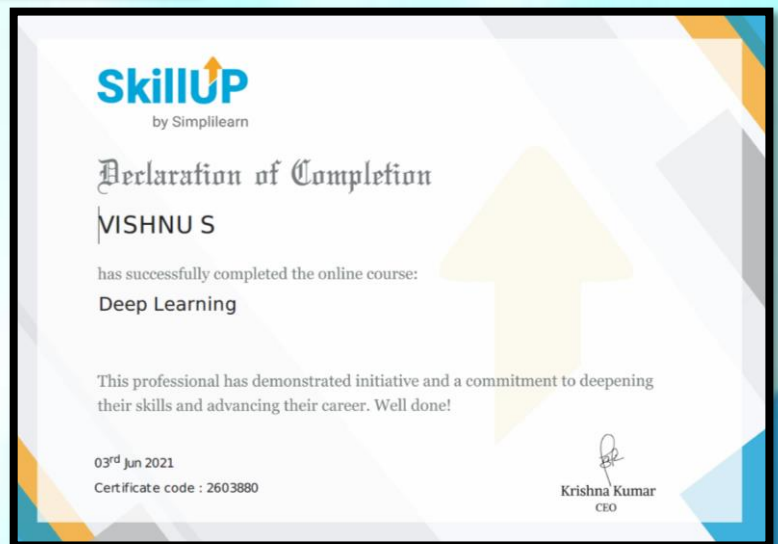 SkillUP
by Simplilearn
Declaration of Completion
VISHNU S
has successfully completed the online course:
Deep Learning
This professional has demonstrated initiative and a commitment to deepening
their skills and advancing their career. Well done!
03rd Jun 2021
Certificate code : 2603880
Krishna Kumar
CEO